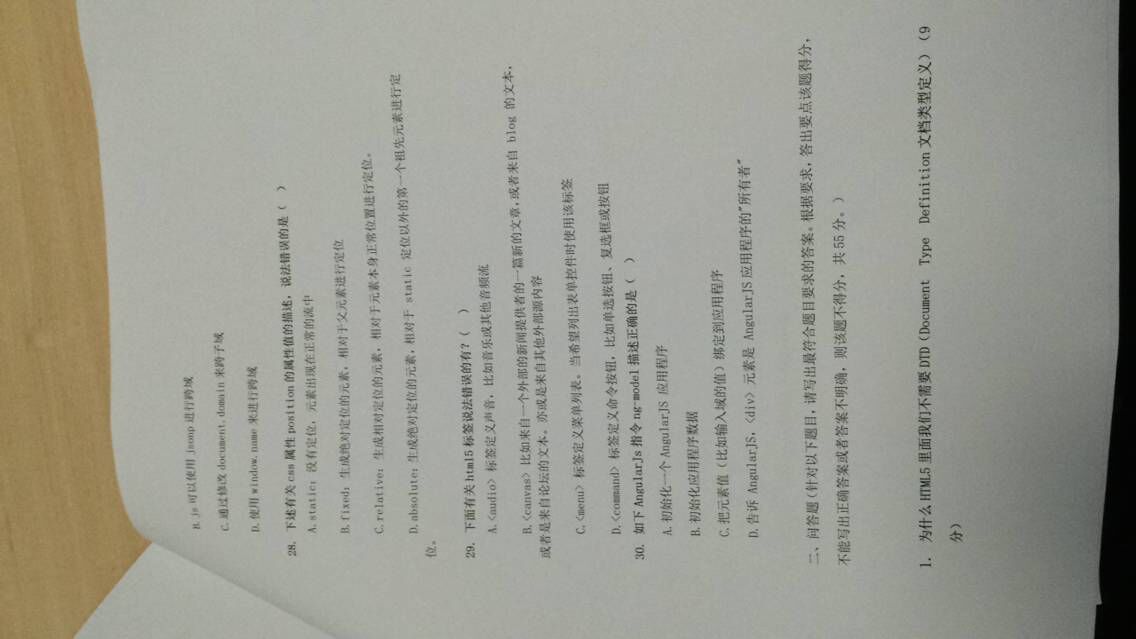 B. js 可以使用 jsonp 进行跨域
C. 通过修改 document.domain 来跨子域
D. 使用 window.name 来进行跨域
28. 下述有关 css 属性 position 的属性值的描述，说法错误的是（ ）
A. static：没有定位，元素出现在正常的流中
B. fixed：生成绝对定位的元素，相对于父元素进行定位
C. relative：生成相对定位的元素，相对于元素本身正常位置进行定位。
D. absolute：生成绝对定位的元素，相对于 static 定位以外的第一个祖先元素进行定
位。
29. 下面有关 html5 标签说法错误的有？（ ）
A. <audio> 标签定义声音，比如音乐或其他音频流
B. <canvas> 比如来自一个外部的新闻提供者的一篇新的文章，或者来自 blog 的文本，
或者是来自论坛的文本。亦或是来自其他外部源内容
C. <menu> 标签定义菜单列表。当希望列出表单控件时使用该标签
D. <command> 标签定义命令按钮，比如单选按钮、复选框或按钮
30. 如下 AngularJs 指令 ng-model 描述正确的是（ ）
A. 初始化一个 AngularJS 应用程序
B. 初始化应用程序数据
C. 把元素值（比如输入域的值）绑定到应用程序
D. 告诉 AngularJS，<div> 元素是 AngularJS 应用程序的"所有者"
二、问答题（针对以下题目，请写出最符合题目要求的答案。根据要求，答出要点该题得分，
不能写出正确答案或者答案不明确，则该题不得分，共 55 分。）
1. 为什么 HTML5 里面我们不需要 DTD（Document Type Definition 文档类型定义）（9
分）